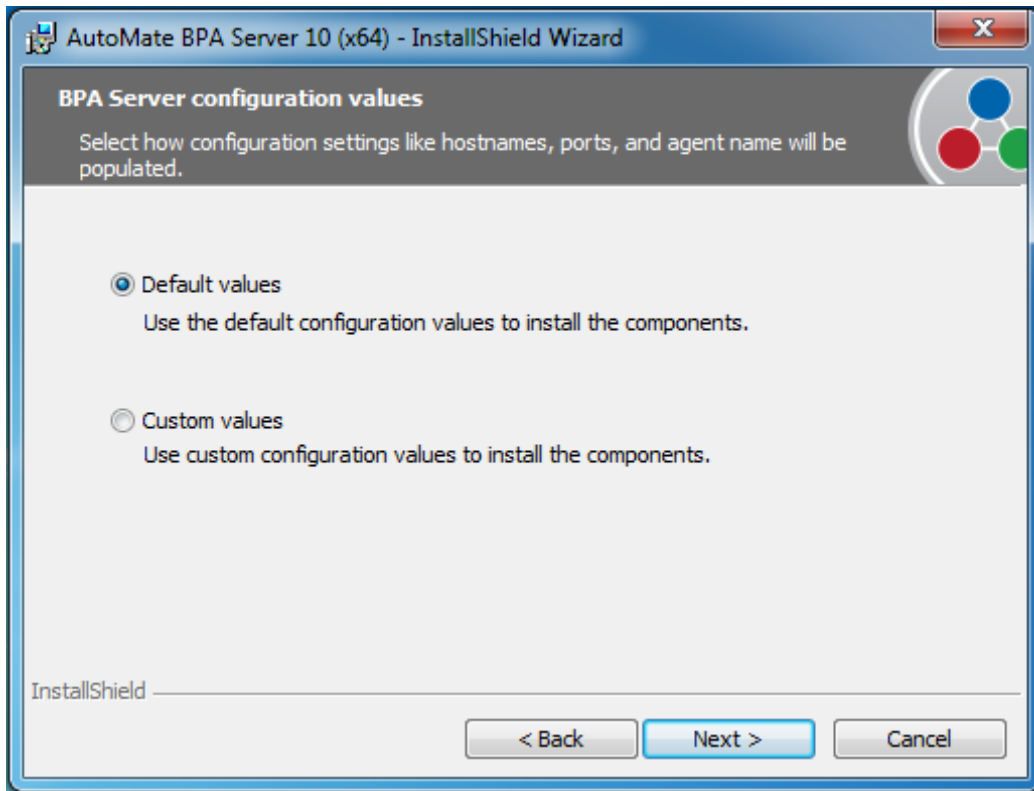 AutoMate BPA Server 10 (x64) - InstallShield Wizard
BPA Server configuration values
Select how configuration settings like hostnames, ports, and agent name will be
populated.
Default values
Use the default configuration values to install the components.
Custom values
Use custom configuration values to install the components.
InstallShield
< Back Next > Cancel